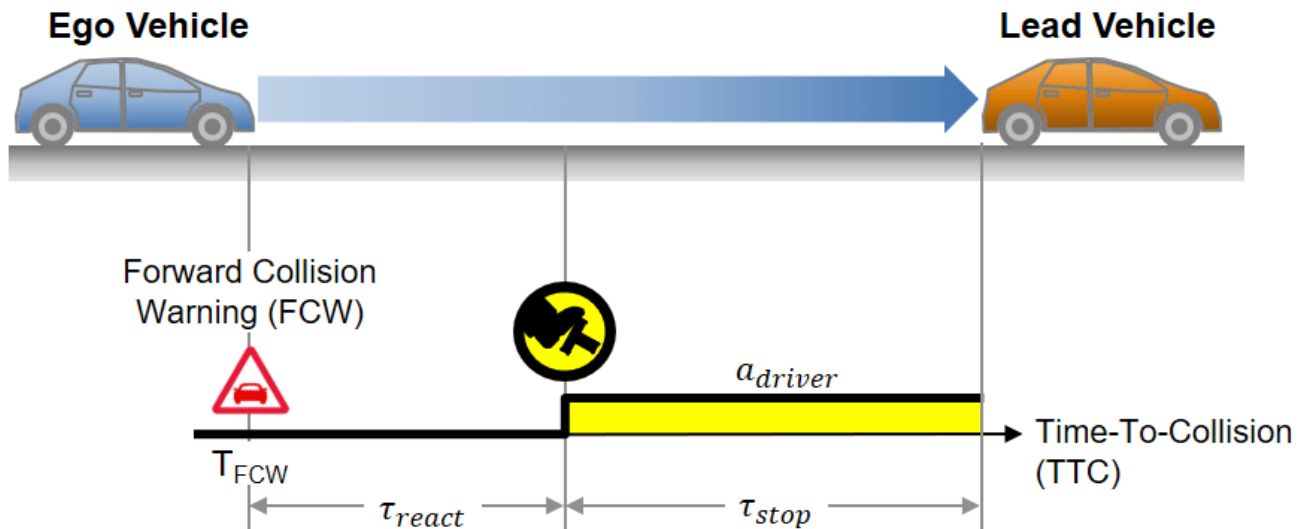 Ego Vehicle
Lead Vehicle
Forward Collision
Warning (FCW)
a_driver
T_FCW
Time-To-Collision
(TTC)
τ_react
τ_stop